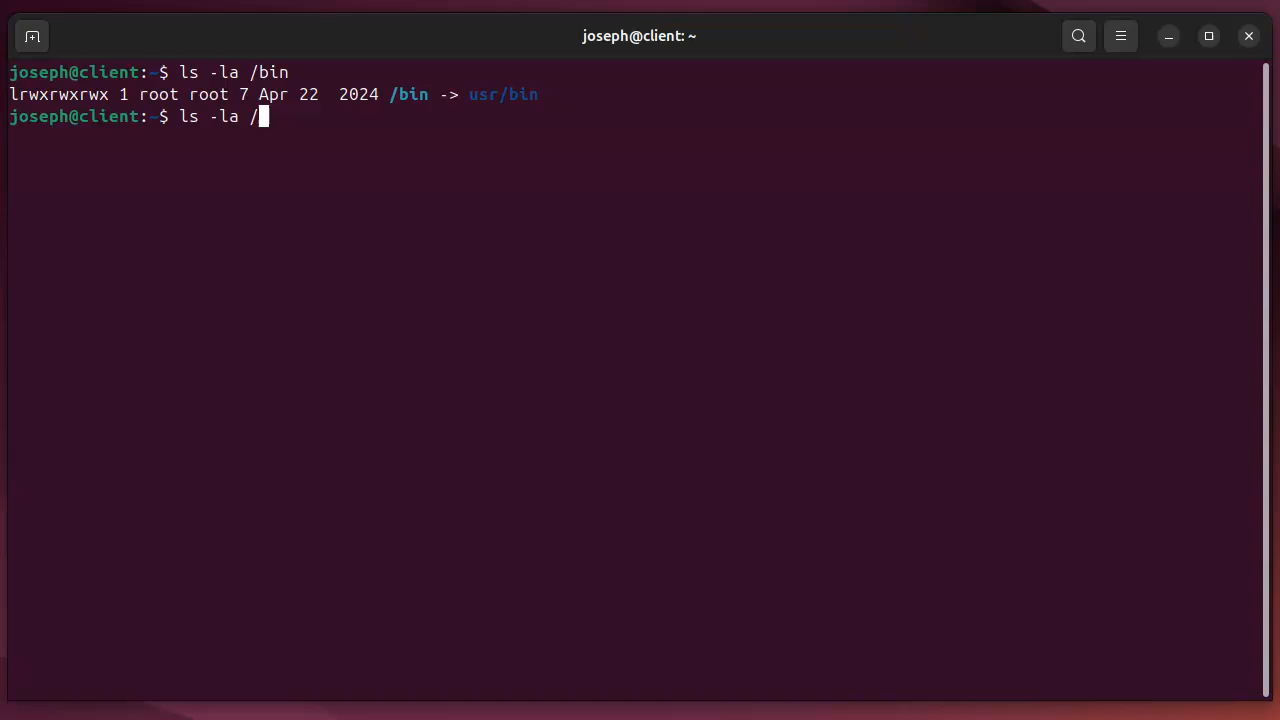 joseph@client: ~
joseph@client:~$ ls -la /bin
lrwxrwxrwx 1 root root 7 Apr 22  2024 /bin -> usr/bin
joseph@client:~$ ls -la /